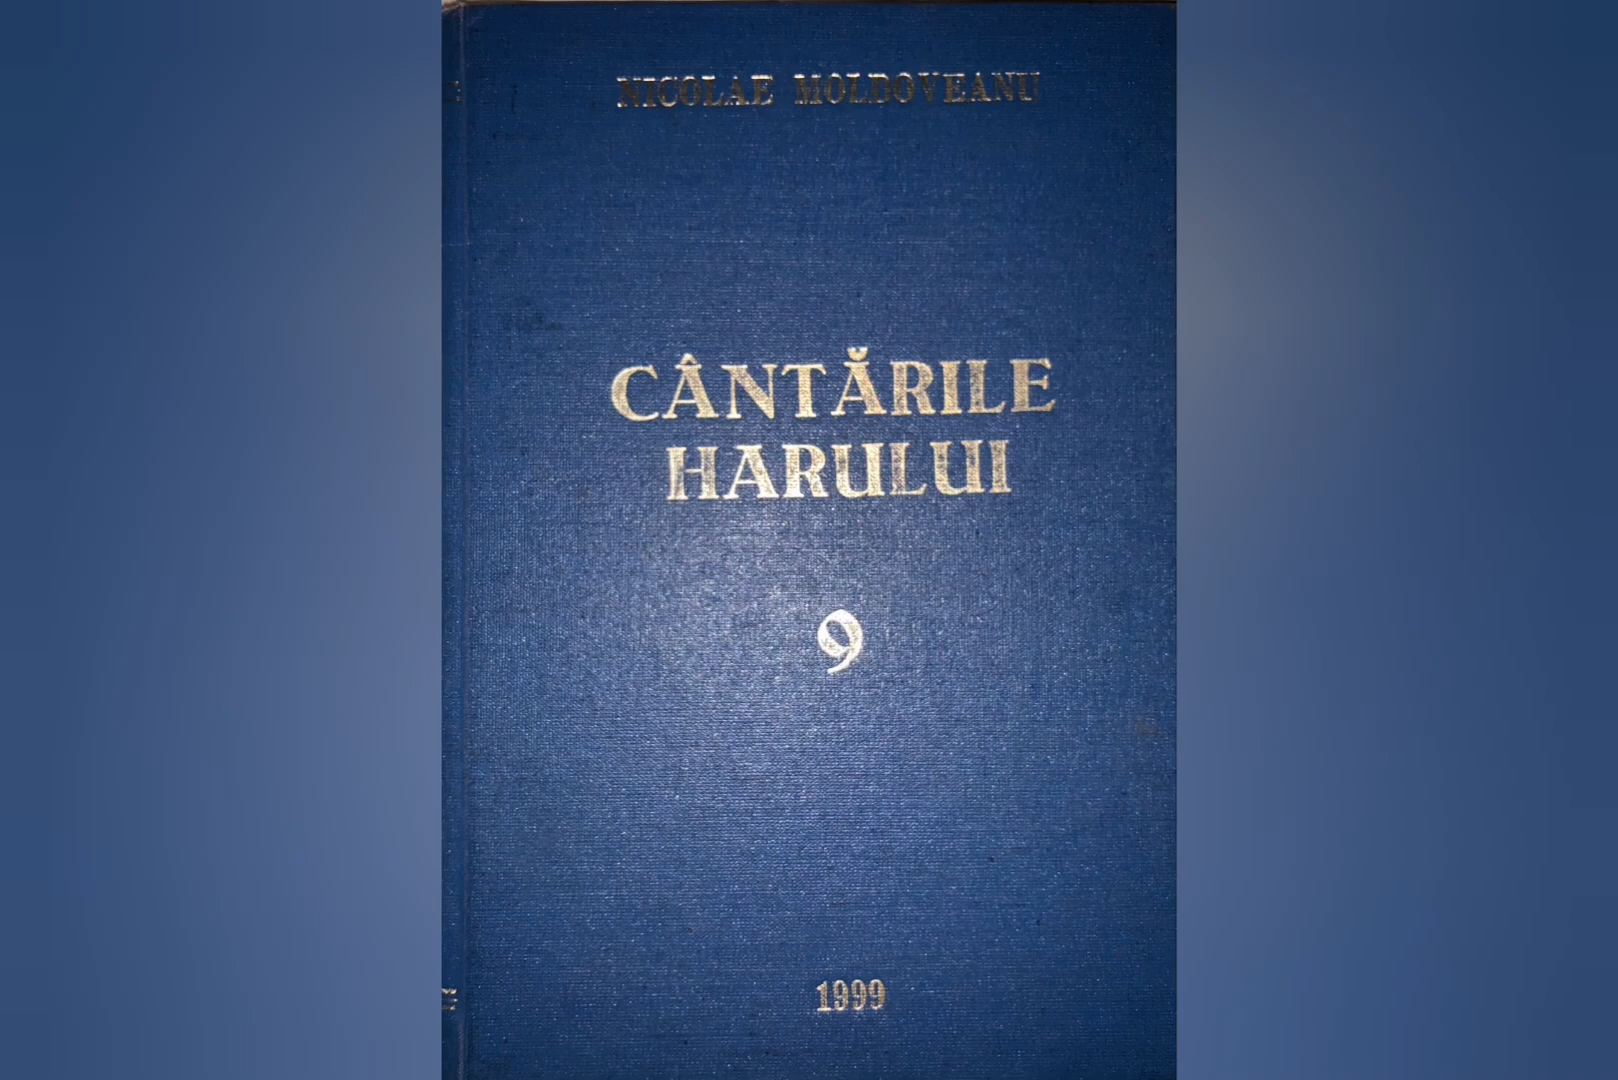 NICOLAE MOLDOVEANU
CÂNTĂRILE
HARULUI
9
1999